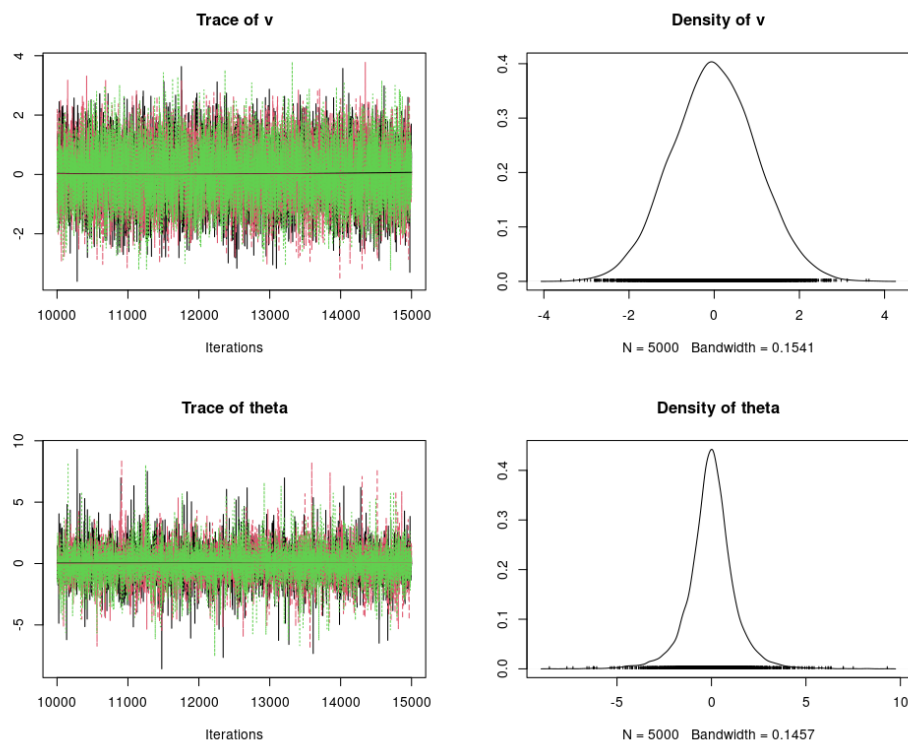 Trace of v
4
2
0
-2
10000 11000 12000 13000 14000 15000
Iterations
Density of v
0.4
0.3
0.2
0.1
0.0
-4 -2 0 2 4
N = 5000 Bandwidth = 0.1541
Trace of theta
10
5
0
-5
10000 11000 12000 13000 14000 15000
Iterations
Density of theta
0.4
0.3
0.2
0.1
0.0
-5 0 5 10
N = 5000 Bandwidth = 0.1457